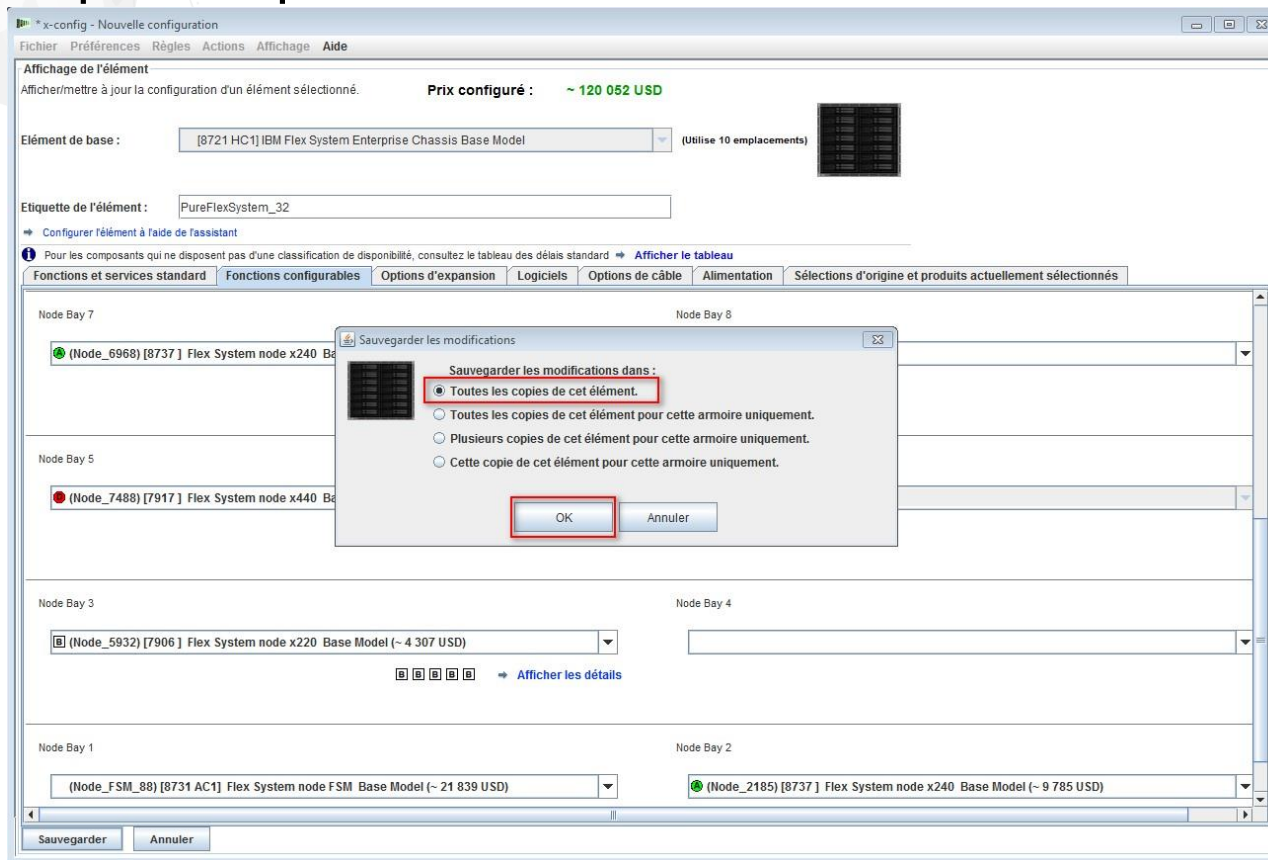 * x-config - Nouvelle configuration
Fichier Préférences Règles Actions Affichage Aide
Affichage de l'élément
Afficher/mettre à jour la configuration d'un élément sélectionné. Prix configuré : ~ 120 052 USD
Elément de base : [8721 HC1] IBM Flex System Enterprise Chassis Base Model (Utilise 10 emplacements)
Etiquette de l'élément : PureFlexSystem_32
Configurer l'élément à l'aide de l'assistant
Pour les composants qui ne disposent pas d'une classification de disponibilité, consultez le tableau des délais standard Afficher le tableau
Fonctions et services standard Fonctions configurables Options d'expansion Logiciels Options de câble Alimentation Sélections d'origine et produits actuellement sélectionnés
Node Bay 7 Node Bay 8
A (Node_6968) [8737 ] Flex System node x240 Ba
Sauvegarder les modifications
Sauvegarder les modifications dans :
Toutes les copies de cet élément.
Toutes les copies de cet élément pour cette armoire uniquement.
Plusieurs copies de cet élément pour cette armoire uniquement.
Cette copie de cet élément pour cette armoire uniquement.
OK Annuler
Node Bay 5
(Node_7488) [7917 ] Flex System node x440 Ba
Node Bay 3 Node Bay 4
B (Node_5932) [7906 ] Flex System node x220 Base Model (~ 4 307 USD)
B B B B B Afficher les détails
Node Bay 1 Node Bay 2
(Node_FSM_88) [8731 AC1] Flex System node FSM Base Model (~ 21 839 USD) A (Node_2185) [8737 ] Flex System node x240 Base Model (~ 9 785 USD)
Sauvegarder Annuler